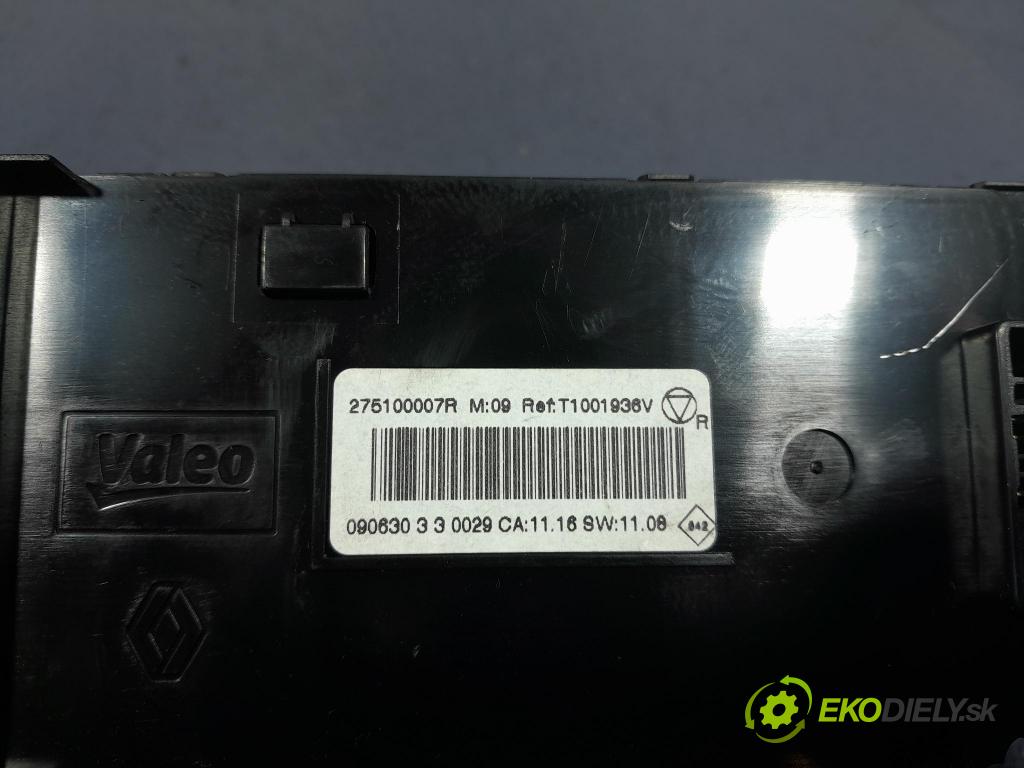 275100007R M:09 Ref:T1001936V
R
Valeo
090630 3 3 0029 CA:11.16 SW:11.08
842
EKODIELY.sk